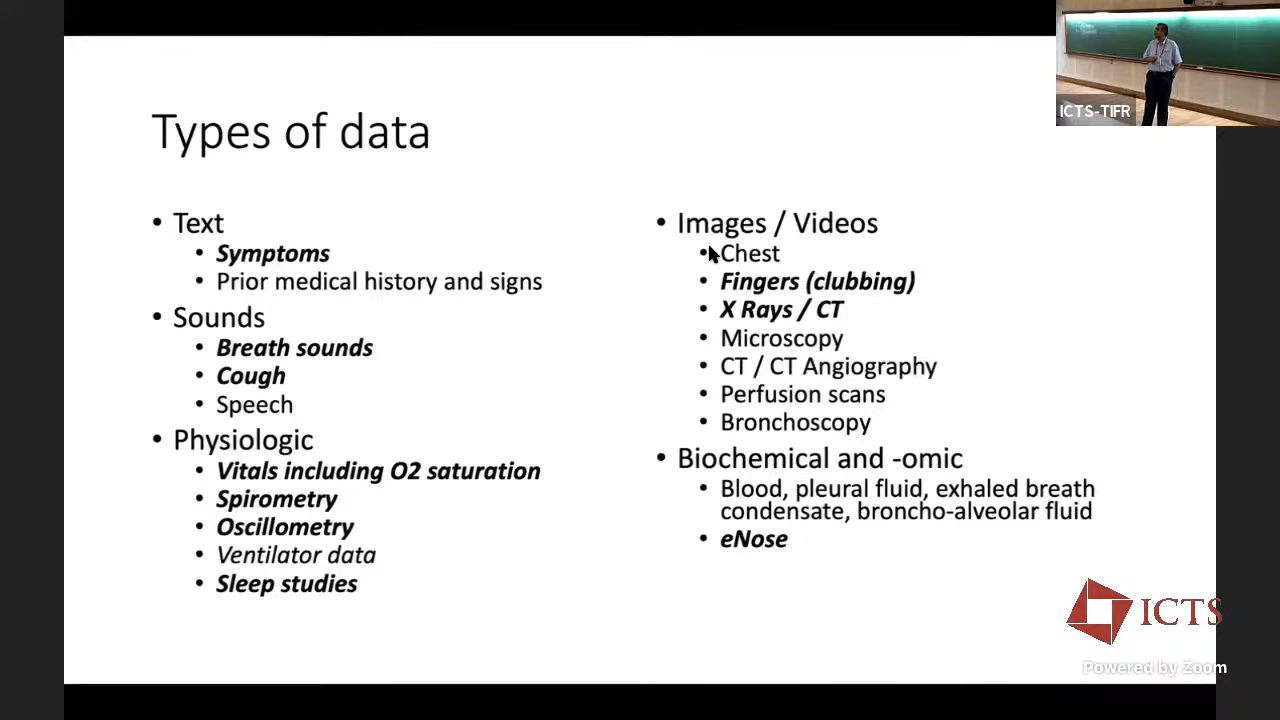 Types of data
• Text
• Symptoms
• Prior medical history and signs
• Sounds
• Breath sounds
• Cough
• Speech
• Physiologic
• Vitals including O2 saturation
• Spirometry
• Oscillometry
• Ventilator data
• Sleep studies
• Images / Videos
• Chest
• Fingers (clubbing)
• X Rays / CT
• Microscopy
• CT / CT Angiography
• Perfusion scans
• Bronchoscopy
• Biochemical and -omic
• Blood, pleural fluid, exhaled breath
condensate, broncho-alveolar fluid
• eNose
ICTS-TIFR
ICTS
Powered by Zoom